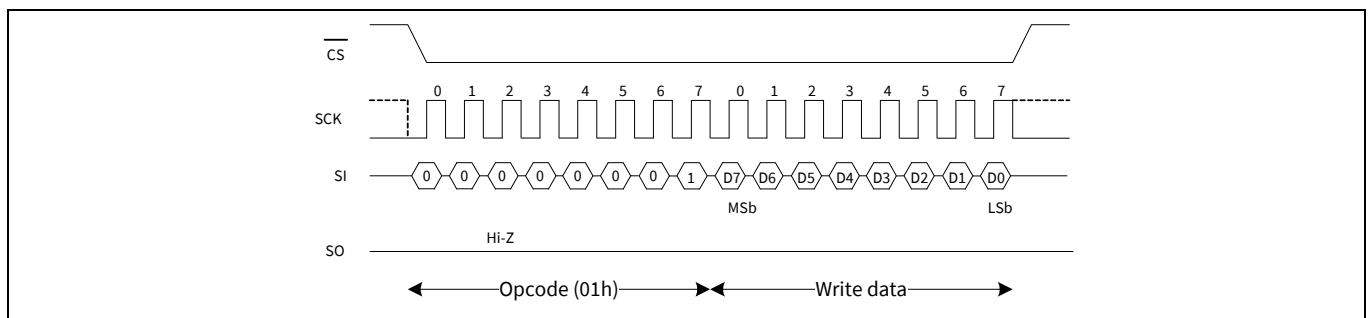 CS
0 1 2 3 4 5 6 7 0 1 2 3 4 5 6 7
SCK
SI 0 0 0 0 0 0 0 1 D7 D6 D5 D4 D3 D2 D1 D0
MSb LSb
Hi-Z
SO
Opcode (01h) Write data